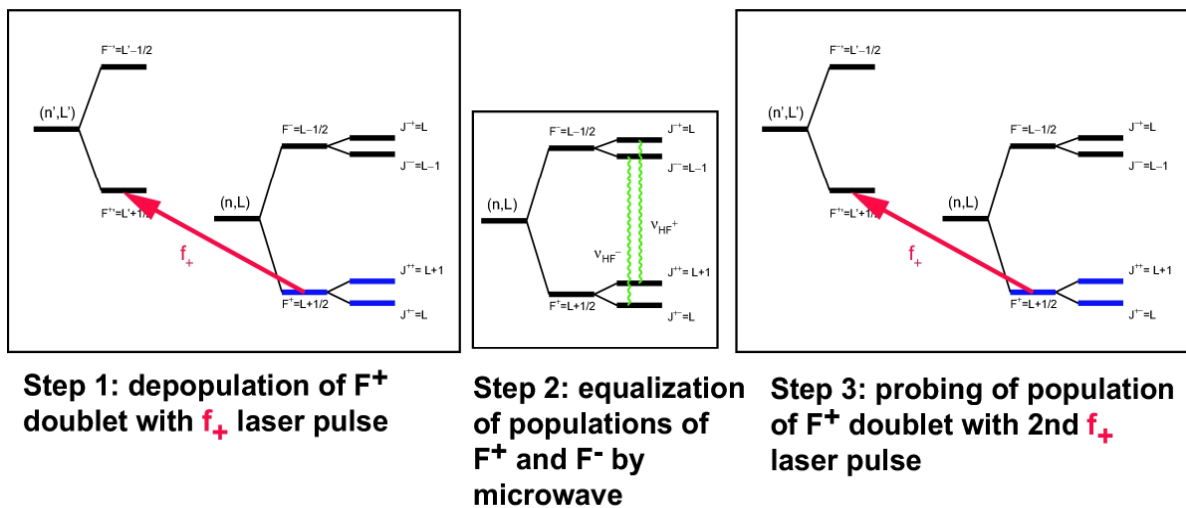 F⁻'=L'−1/2
(n',L')
F⁺'=L'+1/2
f₊
F⁻=L−1/2
J⁻⁺=L
J⁻⁻=L−1
(n,L)
J⁺⁺= L+1
F⁺=L+1/2
J⁺⁻=L
Step 1: depopulation of F⁺
doublet with f₊ laser pulse
F⁻=L−1/2
J⁻⁺=L
J⁻⁻=L−1
(n,L)
νHF⁺
νHF⁻
J⁺⁺= L+1
F⁺=L+1/2
J⁺⁻=L
Step 2: equalization
of populations of
F⁺ and F⁻ by
microwave
F⁻'=L'−1/2
(n',L')
F⁺'=L'+1/2
f₊
F⁻=L−1/2
J⁻⁺=L
J⁻⁻=L−1
(n,L)
J⁺⁺= L+1
F⁺=L+1/2
J⁺⁻=L
Step 3: probing of population
of F⁺ doublet with 2nd f₊
laser pulse